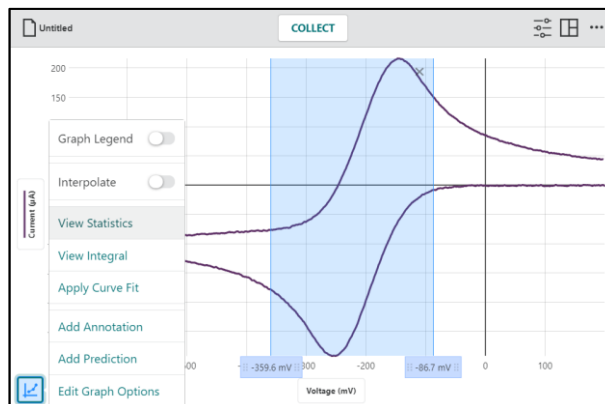 Untitled
COLLECT
...
200
150
Graph Legend
Interpolate
View Statistics
View Integral
Apply Curve Fit
Add Annotation
Add Prediction
Edit Graph Options
Current (µA)
-359.6 mV
-200
-86.7 mV
0
100
Voltage (mV)